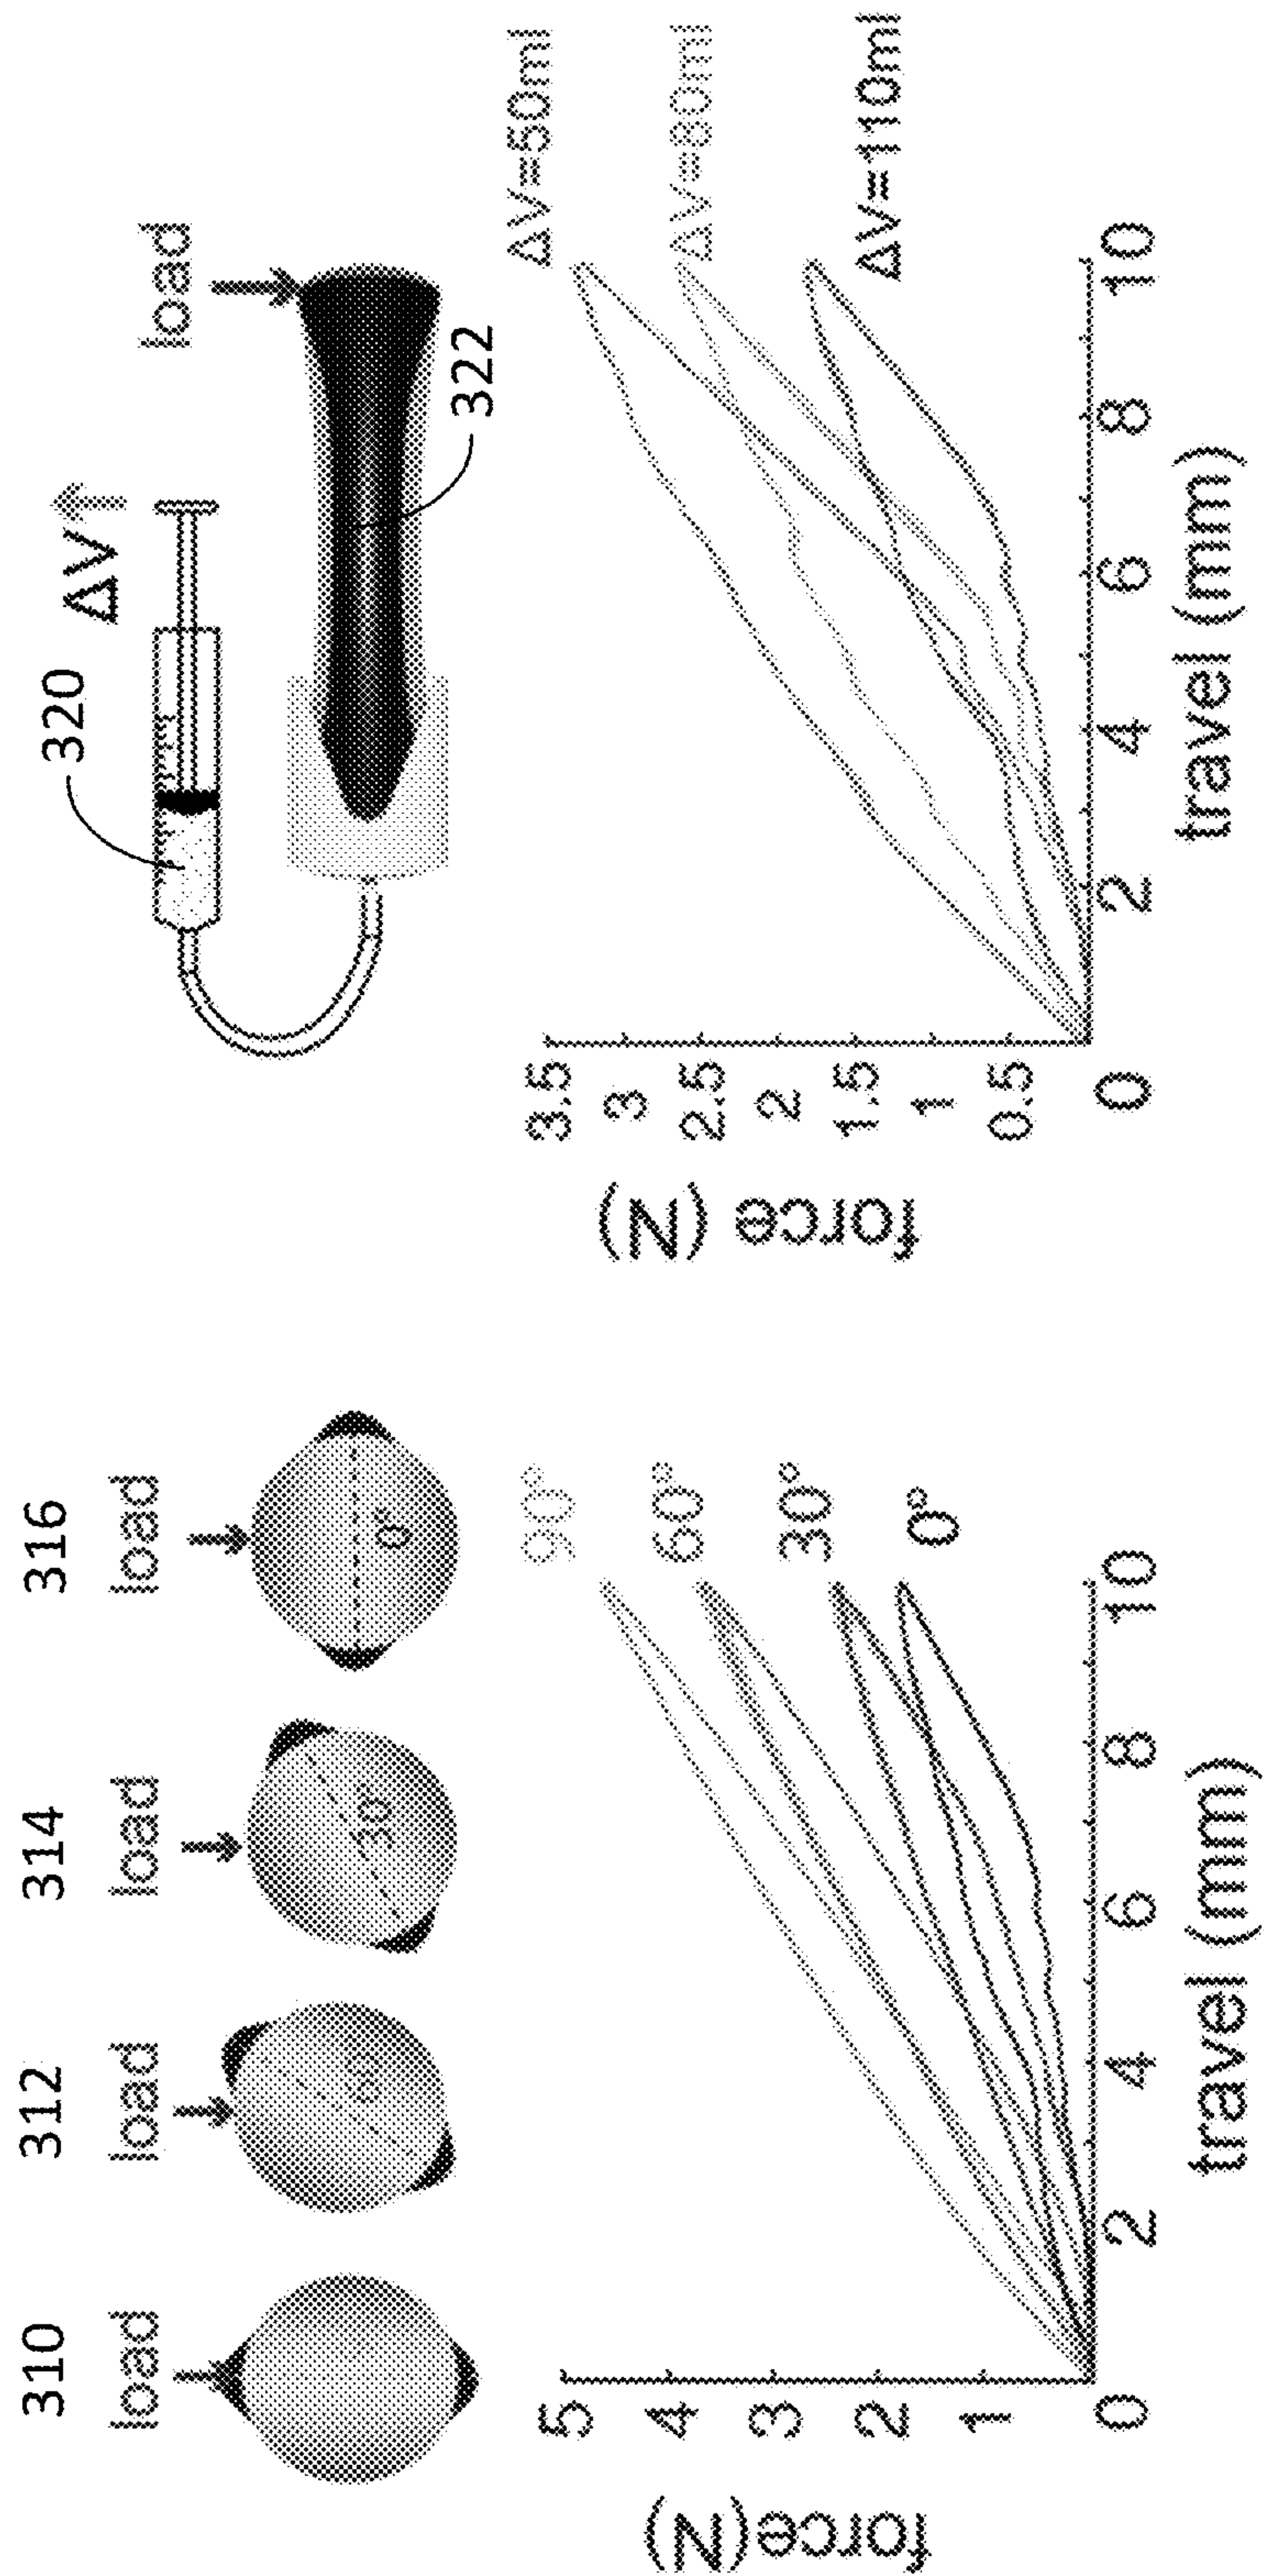 310 312 314 316
load load load load
30° 0°
force(N)
5
4
3
2
1
0
2 4 6 8 10
travel (mm)
90°
60°
30°
0°
320
ΔV
load
322
force (N)
3.5
3
2.5
2
1.5
1
0.5
0
2 4 6 8 10
travel (mm)
ΔV=50ml
ΔV=80ml
ΔV=110ml